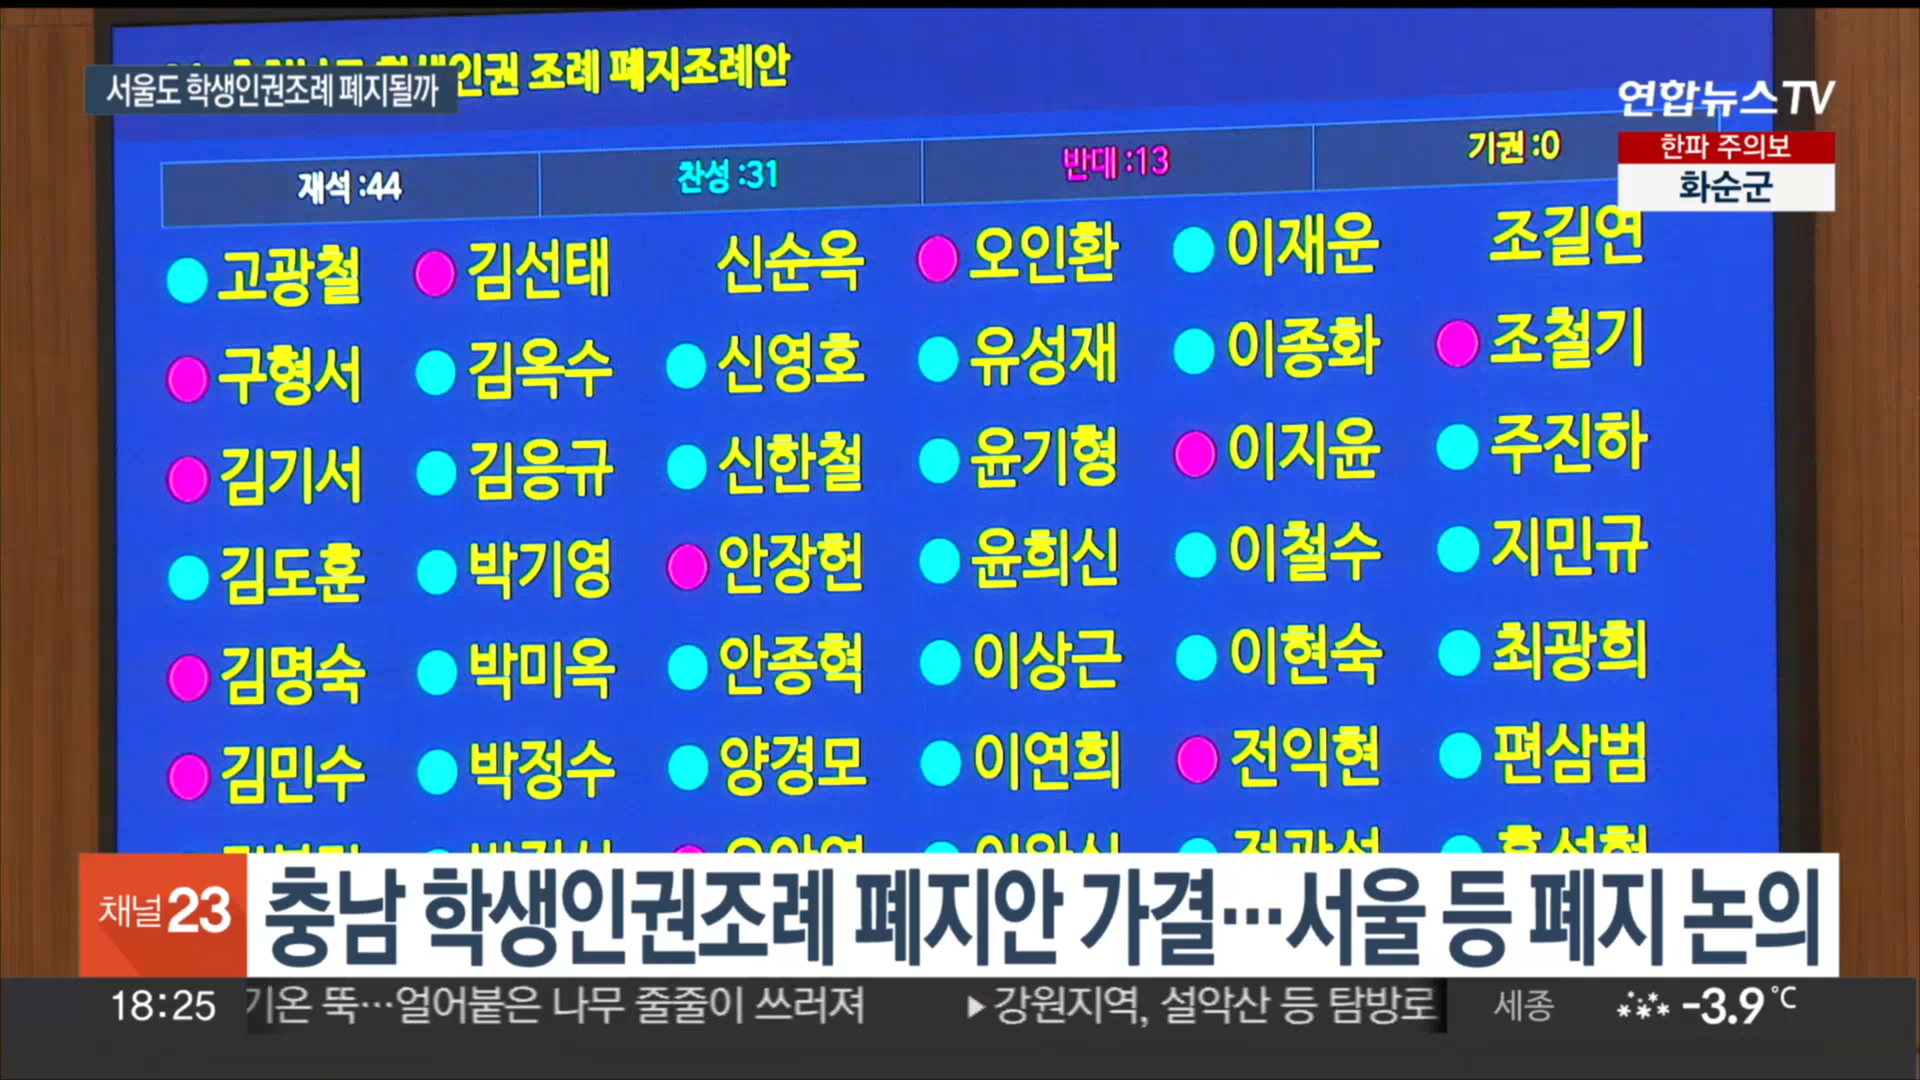 인권 조례 폐지조례안
서울도 학생인권조례 폐지될까
연합뉴스TV
한파 주의보
화순군
재석 :44 찬성 :31 반대 :13 기권 :0
고광철 김선태 신순옥 오인환 이재운 조길연
구형서 김옥수 신영호 유성재 이종화 조철기
김기서 김응규 신한철 윤기형 이지윤 주진하
김도훈 박기영 안장헌 윤희신 이철수 지민규
김명숙 박미옥 안종혁 이상근 이현숙 최광희
김민수 박정수 양경모 이연희 전익현 편삼범
채널23 충남 학생인권조례 폐지안 가결…서울 등 폐지 논의
18:25 기온 뚝…얼어붙은 나무 줄줄이 쓰러져 ▶강원지역, 설악산 등 탐방로 세종 -3.9℃